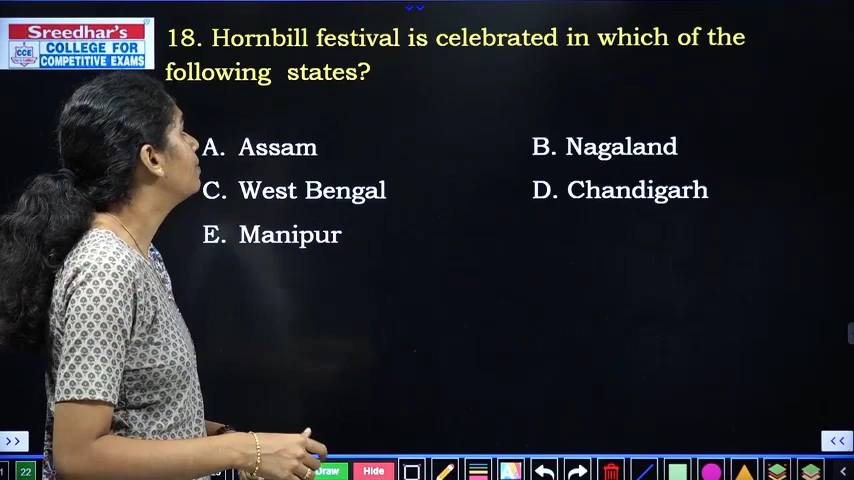 Sreedhar's
CCE
COLLEGE FOR
COMPETITIVE EXAMS
18. Hornbill festival is celebrated in which of the
following states?
A. Assam
B. Nagaland
C. West Bengal
D. Chandigarh
E. Manipur
>>
<<
22
Draw
Hide